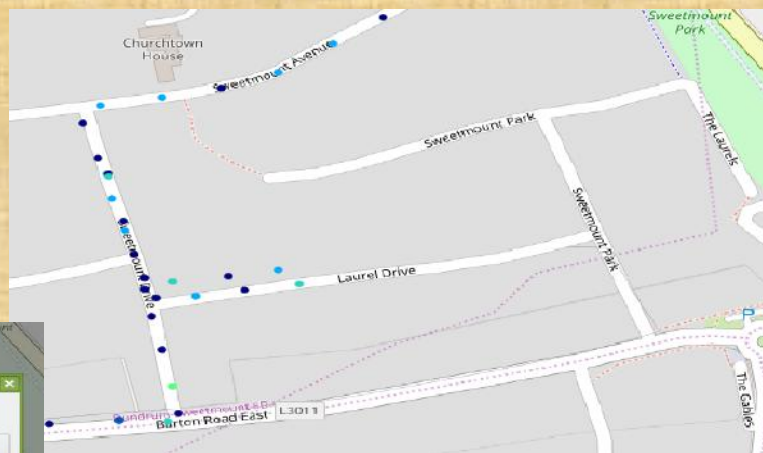 Sweetmount
Park
Churchtown
House
Sweetmount Avenue
Sweetmount Park
The Laurels
Sweetmount Park
Sweetmount Drive
Laurel Drive
Barton Road East
L3011
The Gables